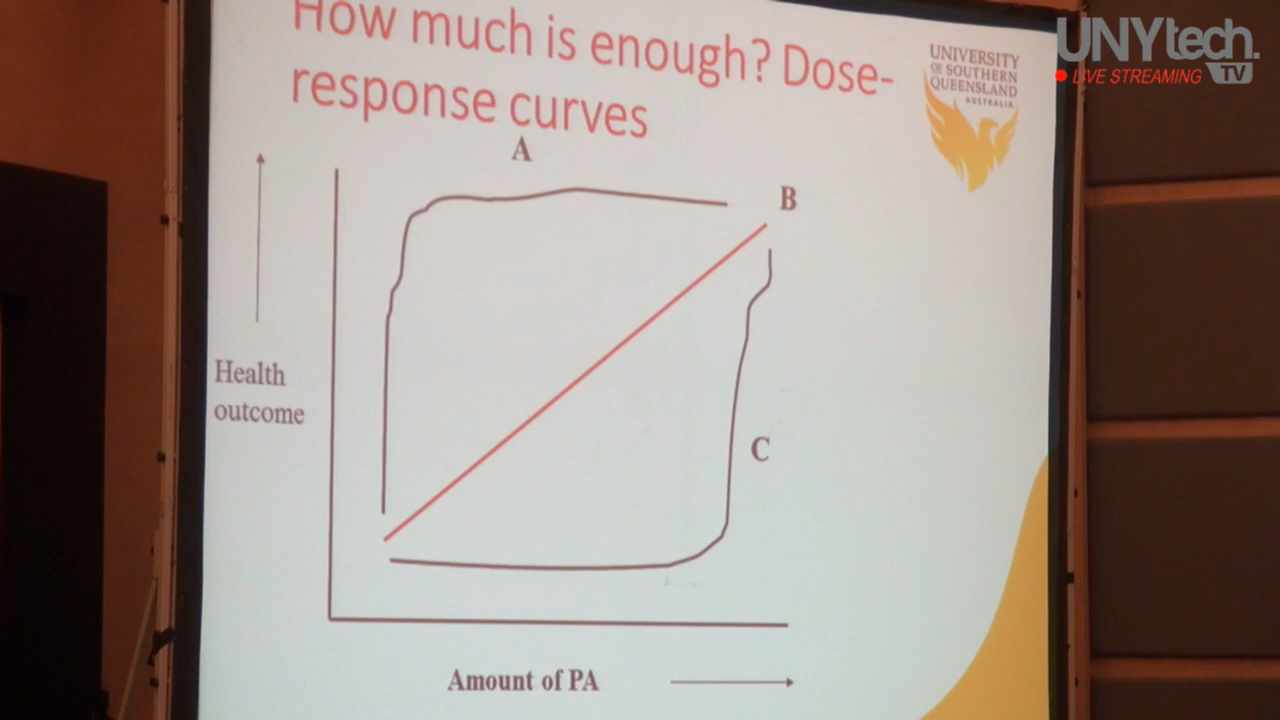 How much is enough? Dose-
response curves
UNIVERSITY
OF SOUTHERN
QUEENSLAND
AUSTRALIA
UNYtech.
TV
LIVE STREAMING
A
B
Health
outcome
C
Amount of PA